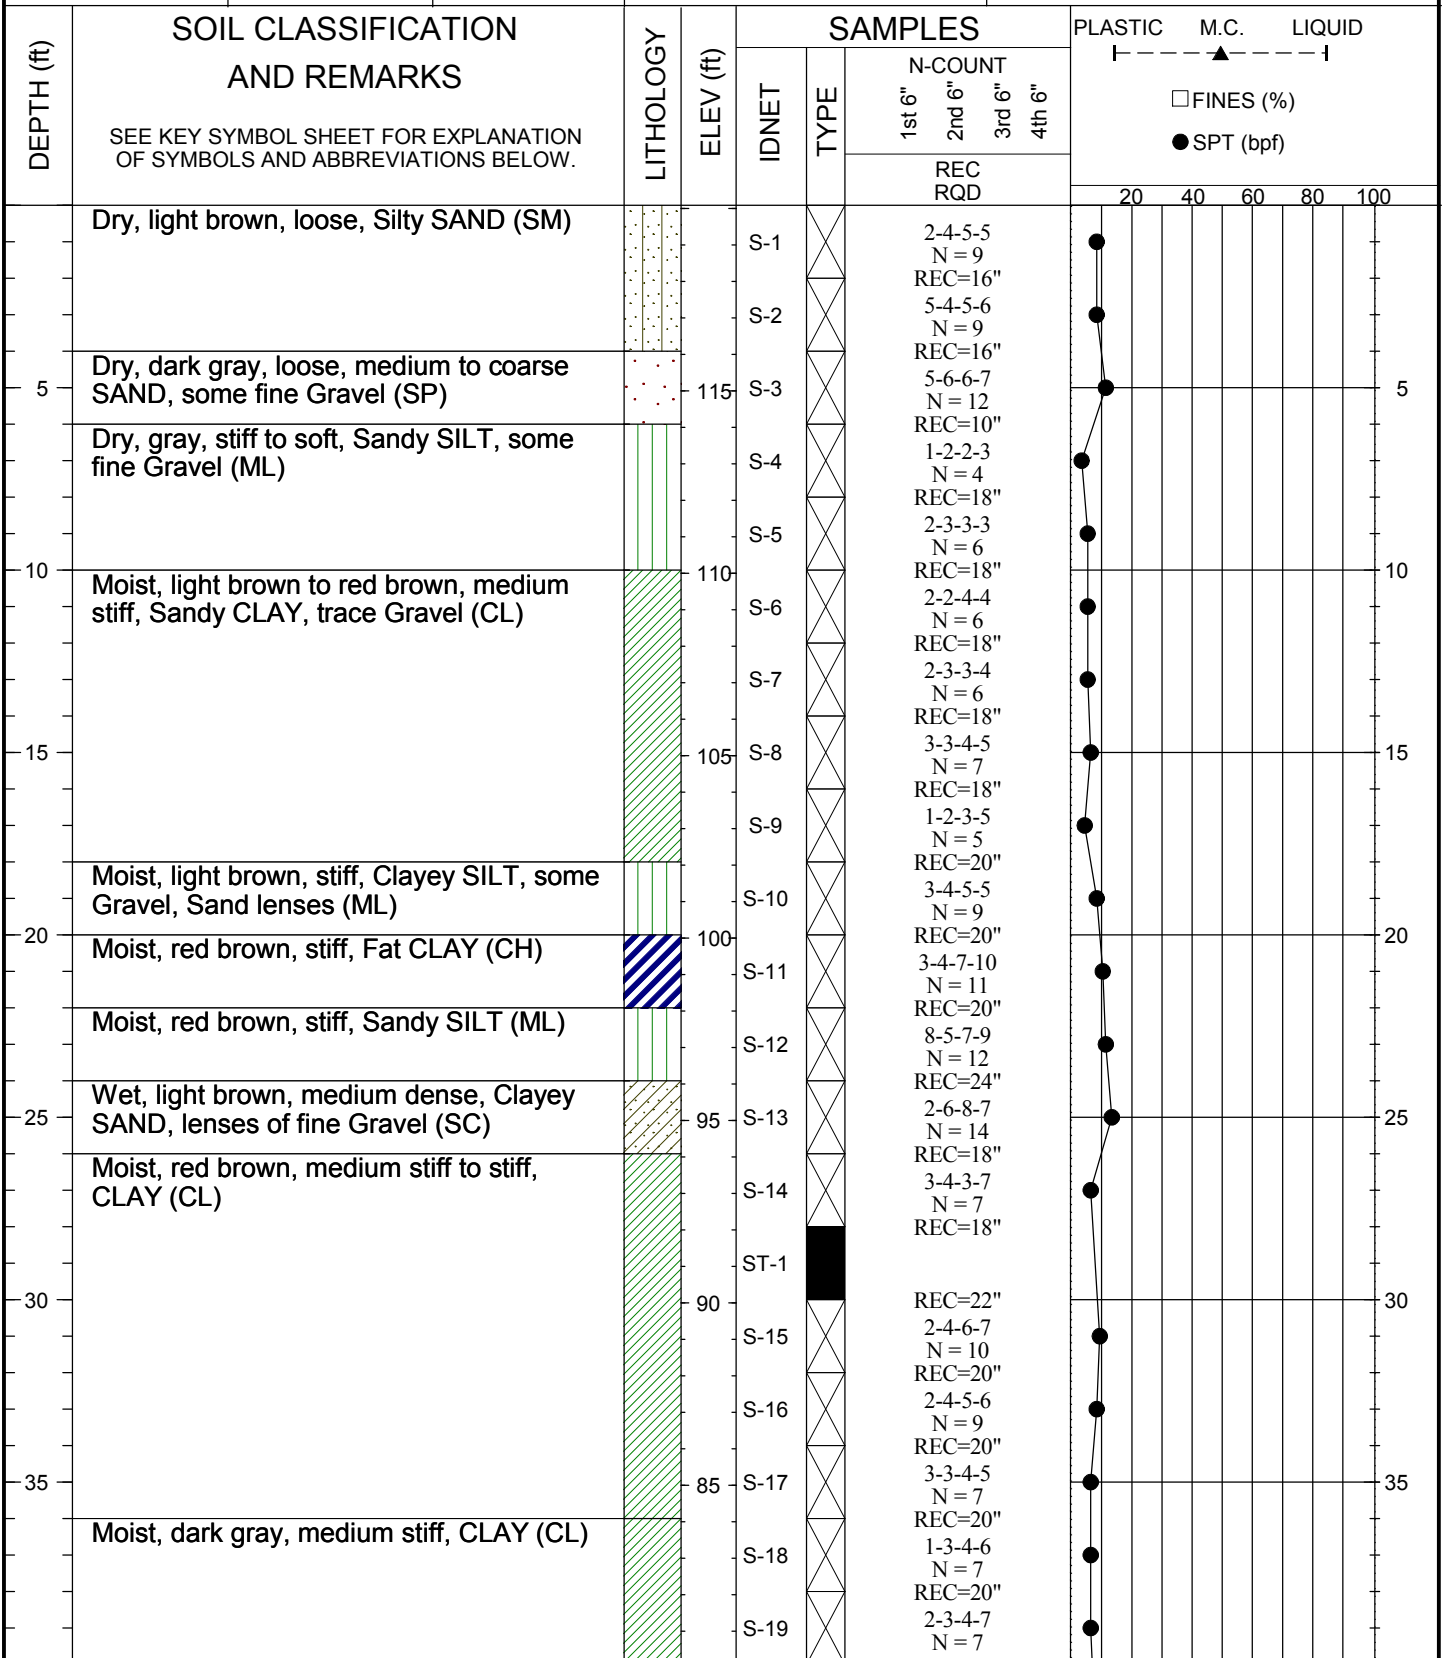 DEPTH (ft)
SOIL CLASSIFICATION
AND REMARKS
SEE KEY SYMBOL SHEET FOR EXPLANATION
OF SYMBOLS AND ABBREVIATIONS BELOW.
LITHOLOGY
ELEV (ft)
SAMPLES
IDNET
TYPE
N-COUNT
1st 6"
2nd 6"
3rd 6"
4th 6"
REC
RQD
PLASTIC M.C. LIQUID
FINES (%)
SPT (bpf)
20 40 60 80 100
Dry, light brown, loose, Silty SAND (SM)
S-1
2-4-5-5
N = 9
REC=16"
S-2
5-4-5-6
N = 9
REC=16"
Dry, dark gray, loose, medium to coarse
SAND, some fine Gravel (SP)
5
115
S-3
5-6-6-7
N = 12
REC=10"
5
Dry, gray, stiff to soft, Sandy SILT, some
fine Gravel (ML)
S-4
1-2-2-3
N = 4
REC=18"
S-5
2-3-3-3
N = 6
REC=18"
10
110
10
Moist, light brown to red brown, medium
stiff, Sandy CLAY, trace Gravel (CL)
S-6
2-2-4-4
N = 6
REC=18"
S-7
2-3-3-4
N = 6
REC=18"
15
105
S-8
3-3-4-5
N = 7
REC=18"
15
S-9
1-2-3-5
N = 5
REC=20"
Moist, light brown, stiff, Clayey SILT, some
Gravel, Sand lenses (ML)
S-10
3-4-5-5
N = 9
REC=20"
20
100
20
Moist, red brown, stiff, Fat CLAY (CH)
S-11
3-4-7-10
N = 11
REC=20"
Moist, red brown, stiff, Sandy SILT (ML)
S-12
8-5-7-9
N = 12
REC=24"
Wet, light brown, medium dense, Clayey
SAND, lenses of fine Gravel (SC)
25
95
S-13
2-6-8-7
N = 14
REC=18"
25
Moist, red brown, medium stiff to stiff,
CLAY (CL)
S-14
3-4-3-7
N = 7
REC=18"
ST-1
REC=22"
30
90
30
S-15
2-4-6-7
N = 10
REC=20"
S-16
2-4-5-6
N = 9
REC=20"
35
85
S-17
3-3-4-5
N = 7
REC=20"
35
Moist, dark gray, medium stiff, CLAY (CL)
S-18
1-3-4-6
N = 7
REC=20"
S-19
2-3-4-7
N = 7